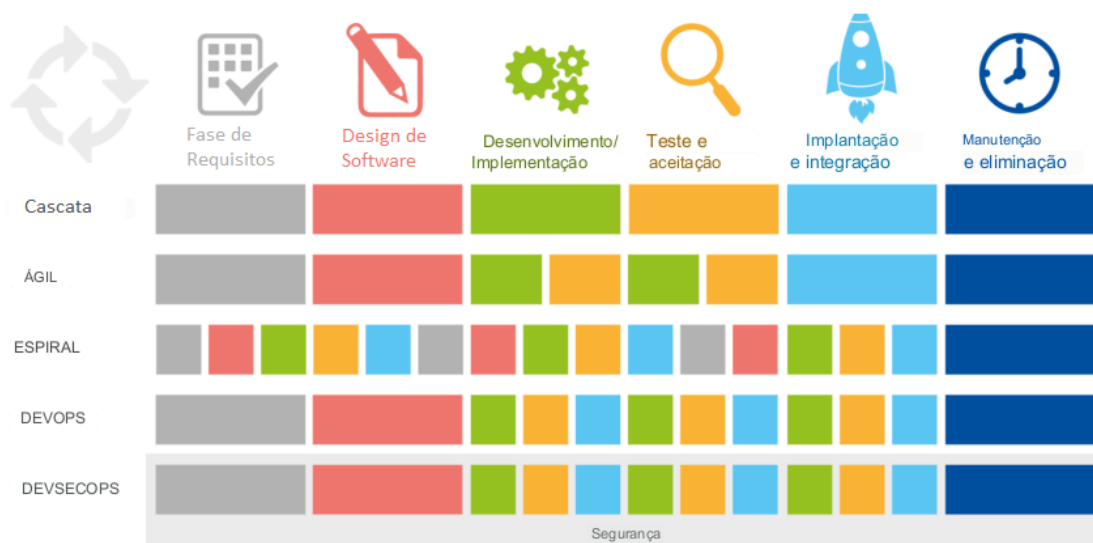 Fase de
Requisitos
Design de
Software
Desenvolvimento/
Implementação
Teste e
aceitação
Implantação
e integração
Manutenção
e eliminação
Cascata
ÁGIL
ESPIRAL
DEVOPS
DEVSECOPS
Segurança